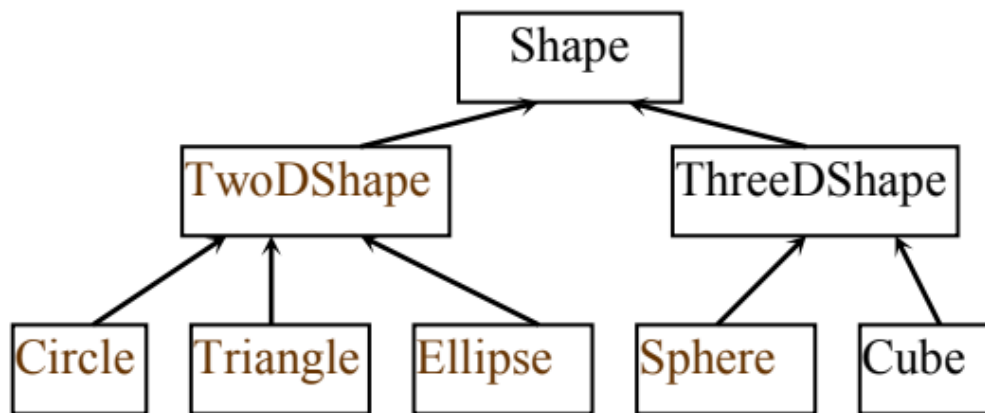 Shape
TwoDShape
ThreeDShape
Circle
Triangle
Ellipse
Sphere
Cube